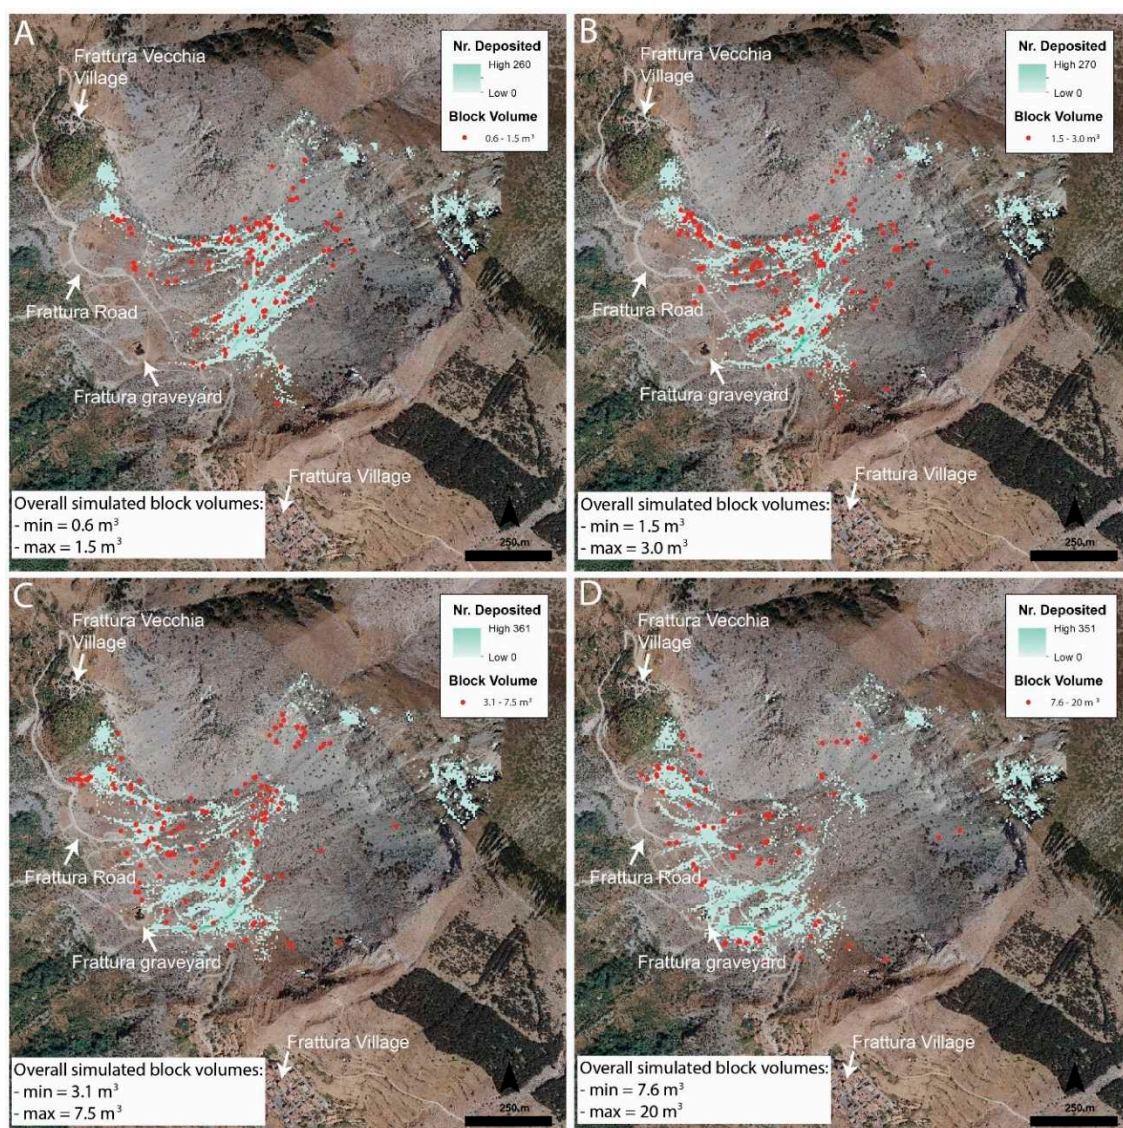 A
Frattura Vecchia
Village
Nr. Deposited
High 260
Low 0
Block Volume
0.6 - 1.5 m³
Frattura Road
Frattura graveyard
Frattura Village
Overall simulated block volumes:
- min = 0.6 m³
- max = 1.5 m³
250 m
B
Frattura Vecchia
Village
Nr. Deposited
High 270
Low 0
Block Volume
1.5 - 3.0 m³
Frattura Road
Frattura graveyard
Frattura Village
Overall simulated block volumes:
- min = 1.5 m³
- max = 3.0 m³
250 m
C
Frattura Vecchia
Village
Nr. Deposited
High 361
Low 0
Block Volume
3.1 - 7.5 m³
Frattura Road
Frattura graveyard
Frattura Village
Overall simulated block volumes:
- min = 3.1 m³
- max = 7.5 m³
250 m
D
Frattura Vecchia
Village
Nr. Deposited
High 351
Low 0
Block Volume
7.6 - 20 m³
Frattura Road
Frattura graveyard
Frattura Village
Overall simulated block volumes:
- min = 7.6 m³
- max = 20 m³
250 m